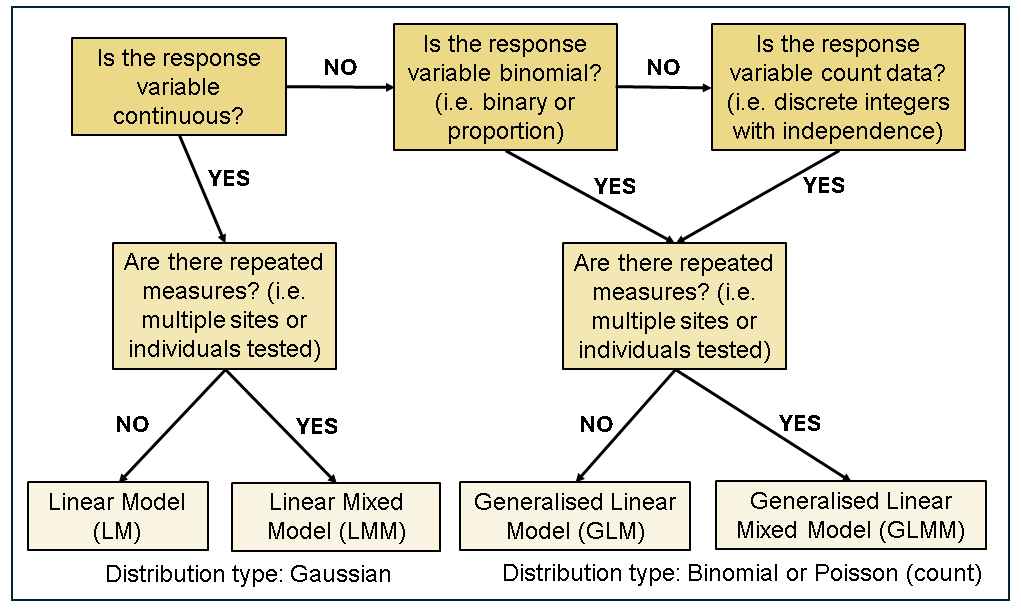 Is the response
variable
continuous?
NO
Is the response
variable binomial?
(i.e. binary or
proportion)
NO
Is the response
variable count data?
(i.e. discrete integers
with independence)
YES
YES
YES
Are there repeated
measures? (i.e.
multiple sites or
individuals tested)
Are there repeated
measures? (i.e.
multiple sites or
individuals tested)
NO
YES
NO
YES
Linear Model
(LM)
Linear Mixed
Model (LMM)
Generalised Linear
Model (GLM)
Generalised Linear
Mixed Model (GLMM)
Distribution type: Gaussian
Distribution type: Binomial or Poisson (count)